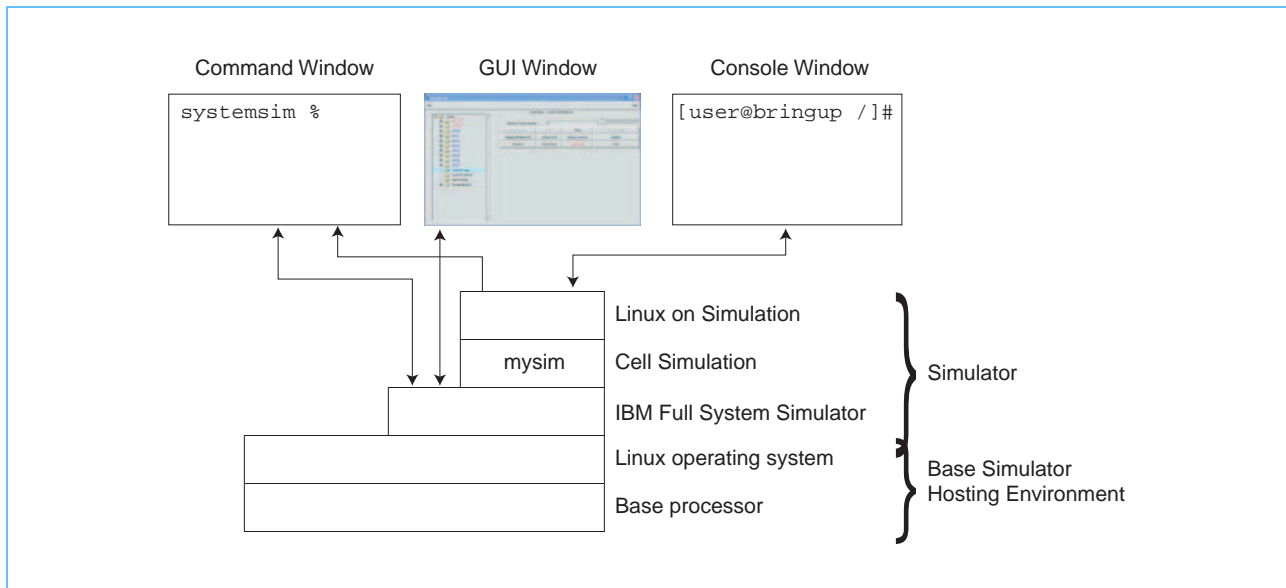 Command Window
GUI Window
Console Window
systemsim %
[user@bringup /]#
Linux on Simulation
mysim
Cell Simulation
Simulator
IBM Full System Simulator
Linux operating system
Base Simulator
Hosting Environment
Base processor